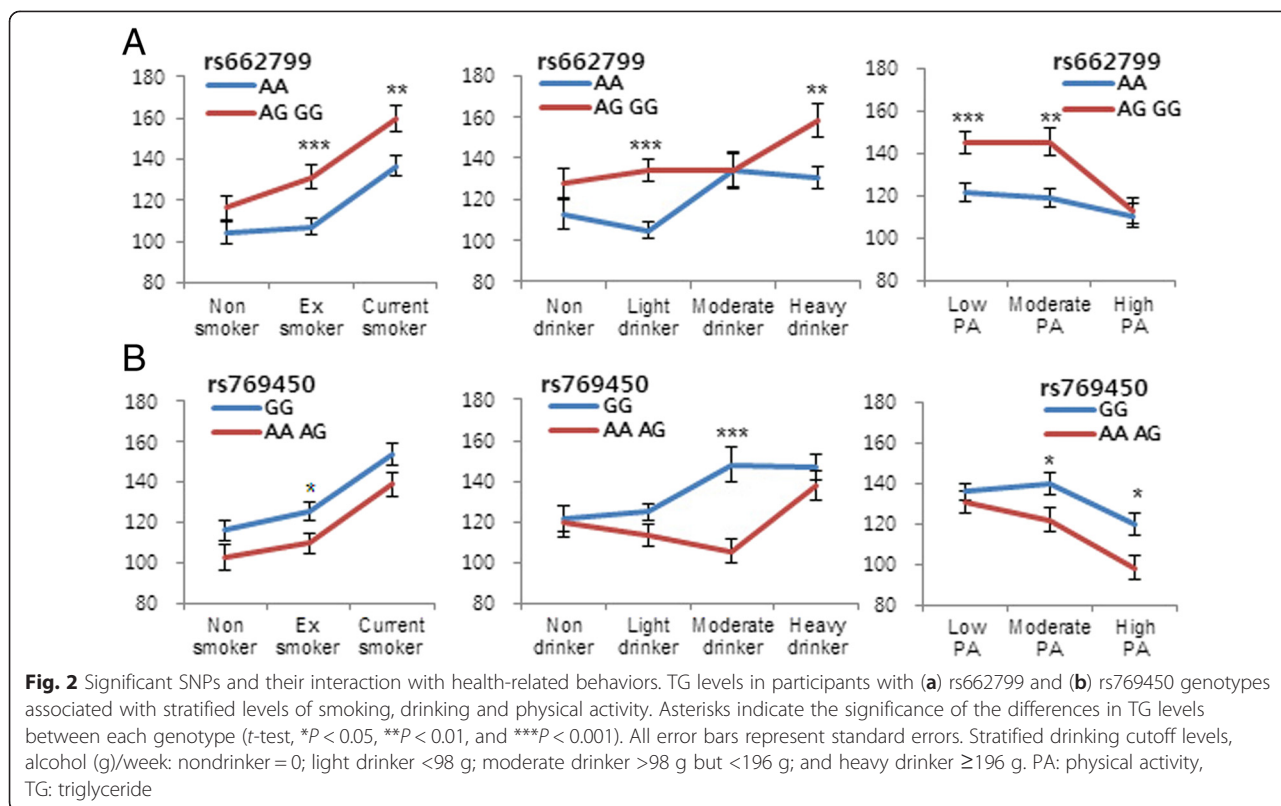 A
rs662799
AA
AG GG
180
160
140
120
100
80
**
***
Non smoker
Ex smoker
Current smoker
rs662799
AA
AG GG
180
160
140
120
100
80
***
**
Non drinker
Light drinker
Moderate drinker
Heavy drinker
rs662799
AA
AG GG
180
160
140
120
100
80
***
**
Low PA
Moderate PA
High PA
B
rs769450
GG
AA AG
180
160
140
120
100
80
*
Non smoker
Ex smoker
Current smoker
rs769450
GG
AA AG
180
160
140
120
100
80
***
Non drinker
Light drinker
Moderate drinker
Heavy drinker
rs769450
GG
AA AG
180
160
140
120
100
80
*
*
Low PA
Moderate PA
High PA
Fig. 2 Significant SNPs and their interaction with health-related behaviors. TG levels in participants with (a) rs662799 and (b) rs769450 genotypes
associated with stratified levels of smoking, drinking and physical activity. Asterisks indicate the significance of the differences in TG levels
between each genotype (t-test, *P < 0.05, **P < 0.01, and ***P < 0.001). All error bars represent standard errors. Stratified drinking cutoff levels,
alcohol (g)/week: nondrinker = 0; light drinker <98 g; moderate drinker >98 g but <196 g; and heavy drinker ≥196 g. PA: physical activity,
TG: triglyceride